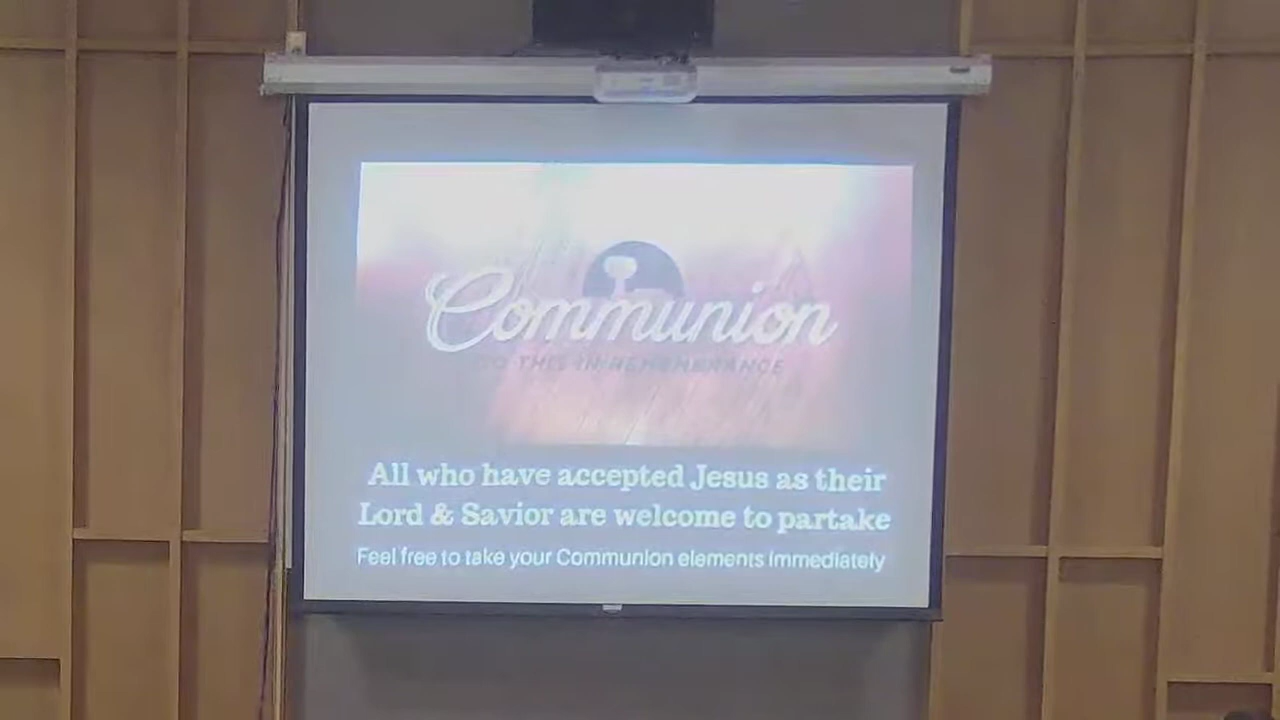 Communion
DO THIS IN REMEMBRANCE
All who have accepted Jesus as their
Lord & Savior are welcome to partake
Feel free to take your Communion elements immediately